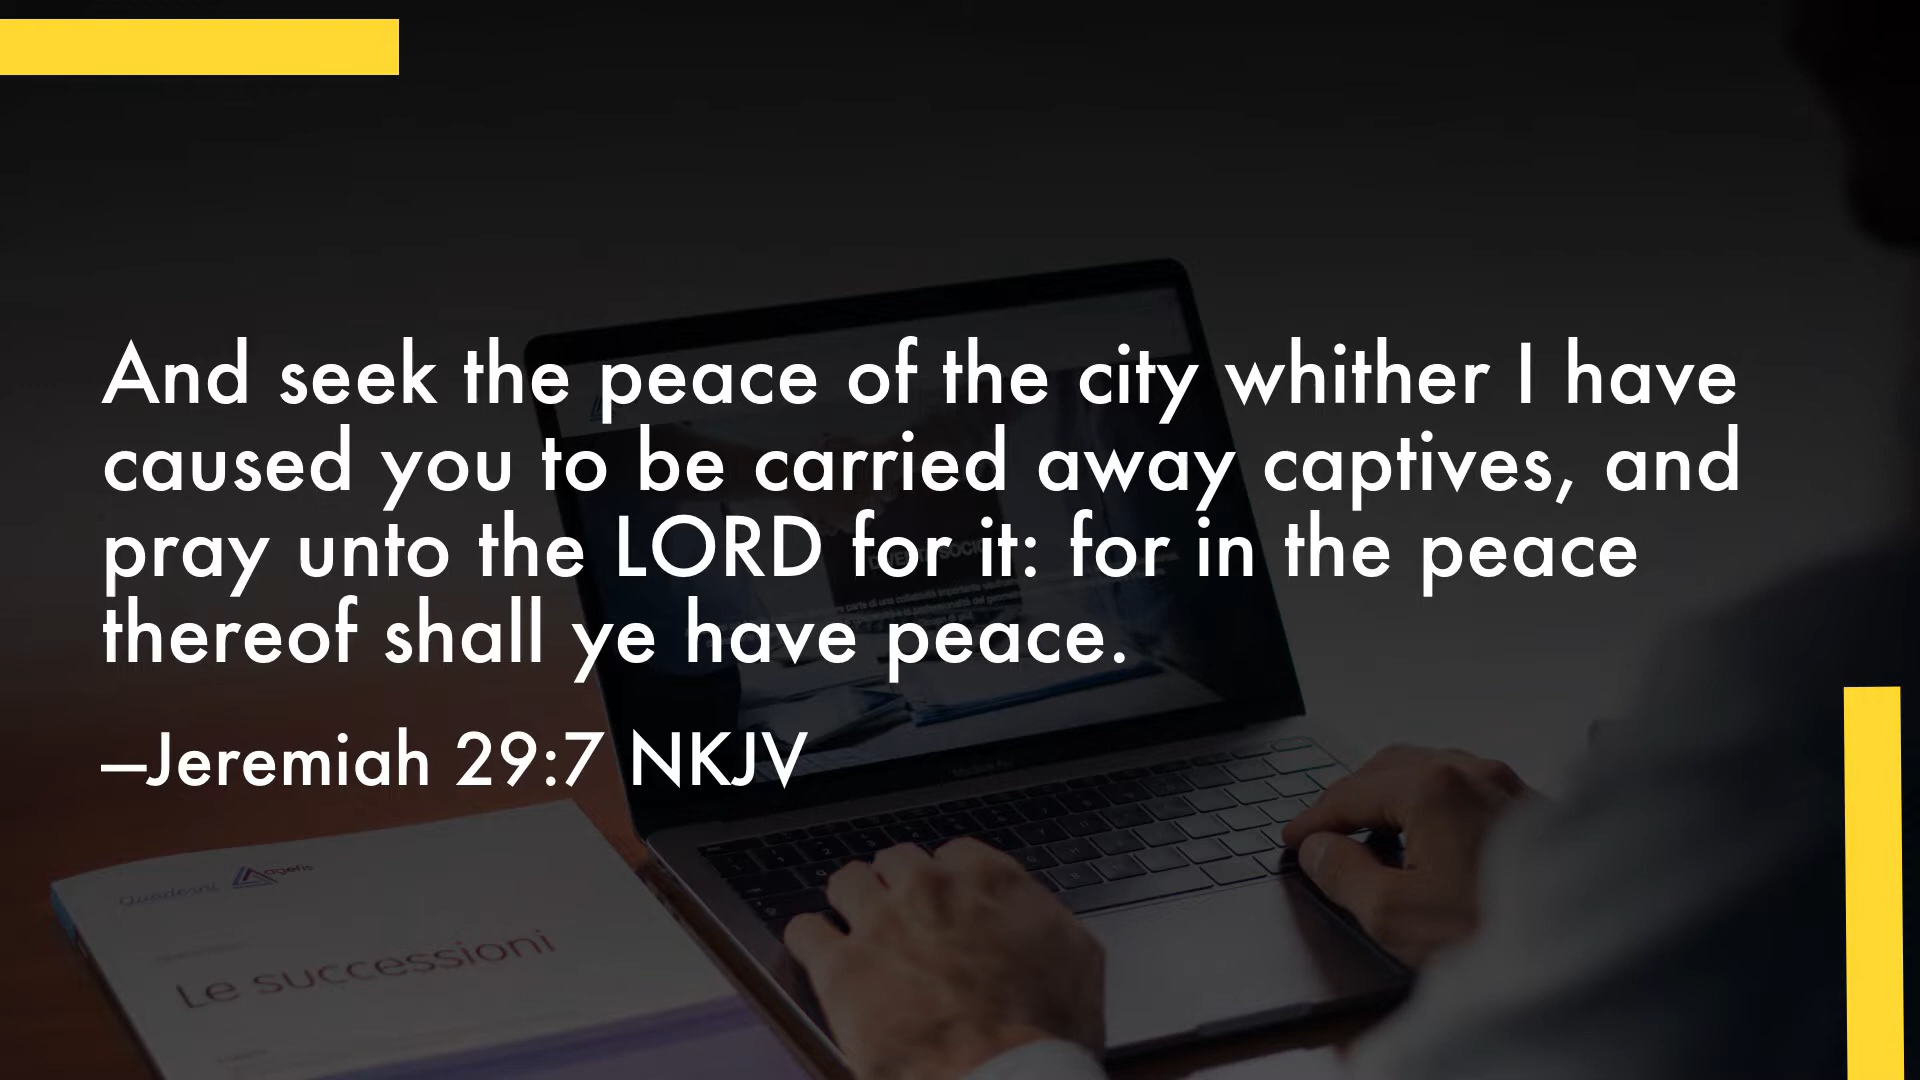 And seek the peace of the city whither I have
caused you to be carried away captives, and
pray unto the LORD for it: for in the peace
thereof shall ye have peace.
—Jeremiah 29:7 NKJV
Quaderni agefis
Le successioni